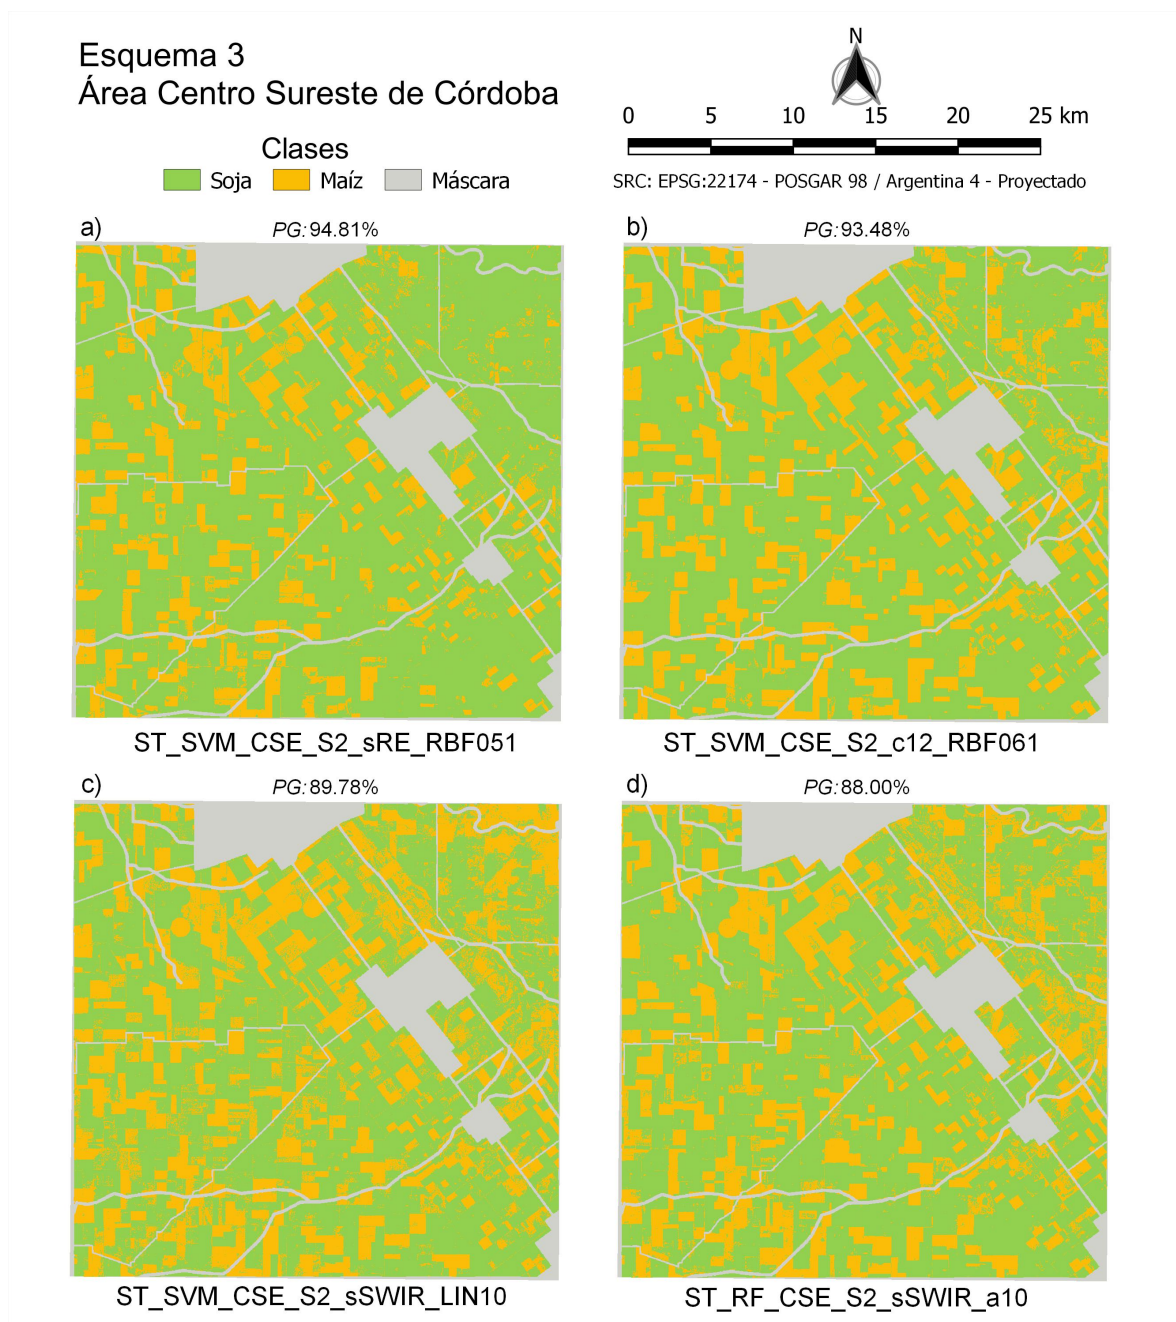 Esquema 3
Área Centro Sureste de Córdoba
N
0 5 10 15 20 25 km
Clases
Soja Maíz Máscara
SRC: EPSG:22174 - POSGAR 98 / Argentina 4 - Proyectado
a) PG:94.81%
b) PG:93.48%
ST_SVM_CSE_S2_sRE_RBF051
ST_SVM_CSE_S2_c12_RBF061
c) PG:89.78%
d) PG:88.00%
ST_SVM_CSE_S2_sSWIR_LIN10
ST_RF_CSE_S2_sSWIR_a10